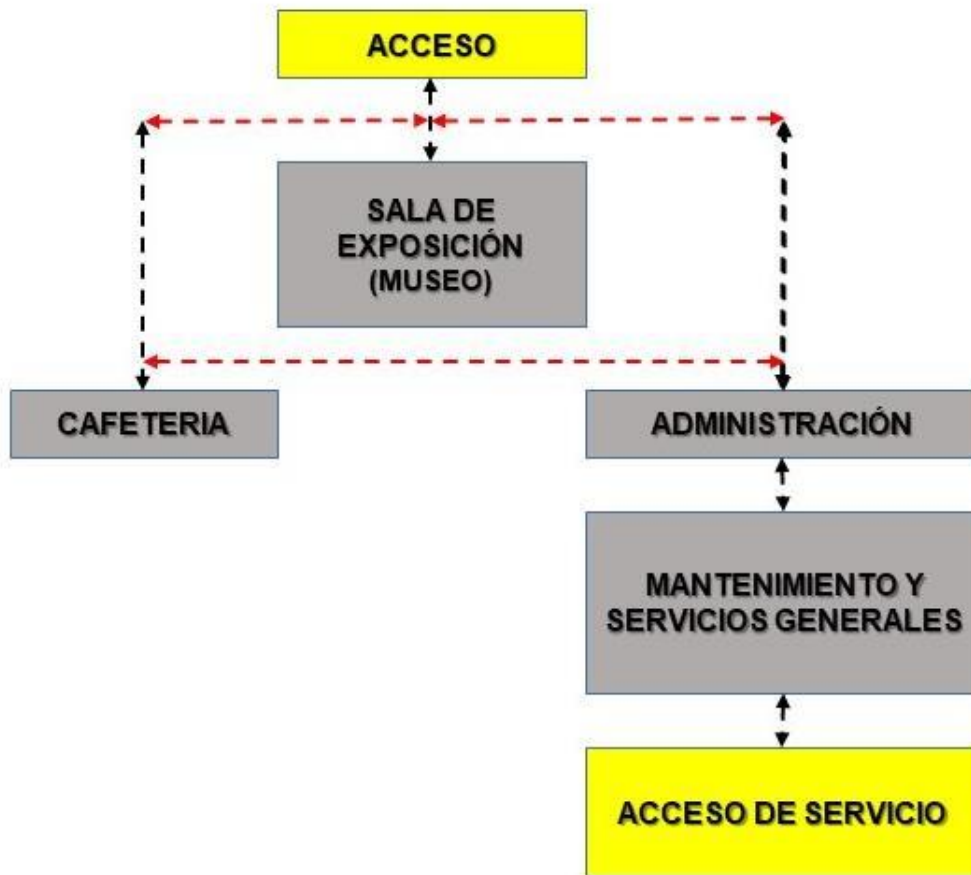 ACCESO
SALA DE
EXPOSICIÓN
(MUSEO)
CAFETERIA
ADMINISTRACIÓN
MANTENIMIENTO Y
SERVICIOS GENERALES
ACCESO DE SERVICIO